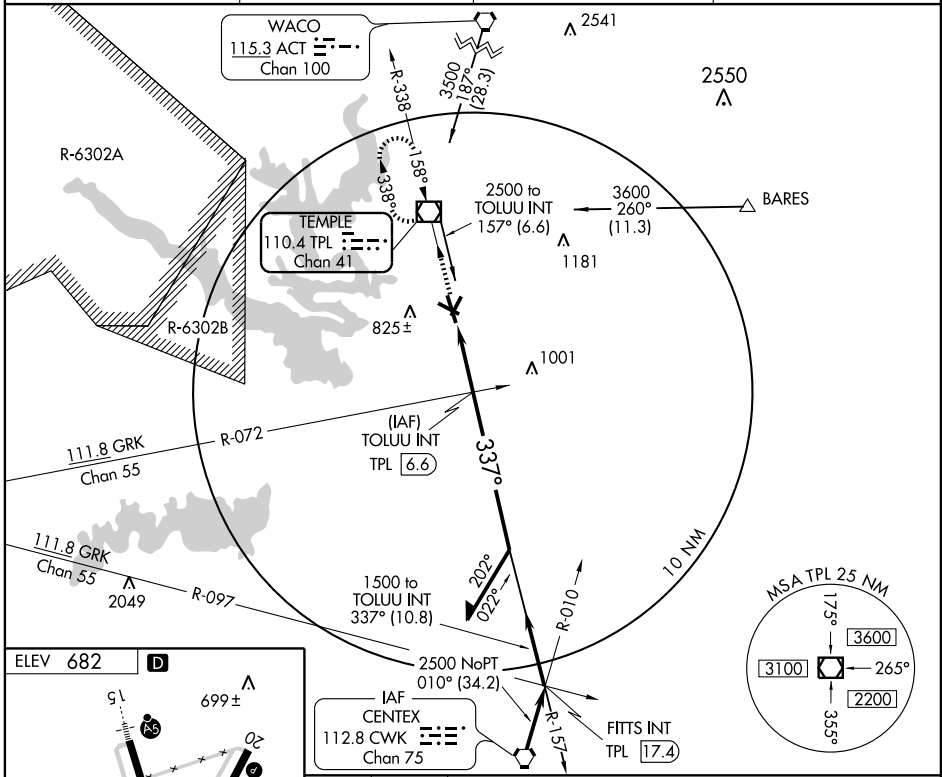 WACO
115.3 ACT
Chan 100
2541
2550
3500
187°
(28.3)
R-338
R-6302A
158°
338°
2500 to
TOLUU INT
157° (6.6)
3600
260°
(11.3)
BARES
TEMPLE
110.4 TPL
Chan 41
1181
R-6302B
825±
1001
(IAF)
TOLUU INT
TPL 6.6
R-072
111.8 GRK
Chan 55
337°
111.8 GRK
Chan 55
2049
R-097
10 NM
202°
022°
1500 to
TOLUU INT
337° (10.8)
R-010
MSA TPL 25 NM
175°
3600
3100
265°
2200
355°
2500 NoPT
010° (34.2)
ELEV 682
D
699±
15
A5
20
P
IAF
CENTEX
112.8 CWK
Chan 75
R-157
FITTS INT
TPL 17.4